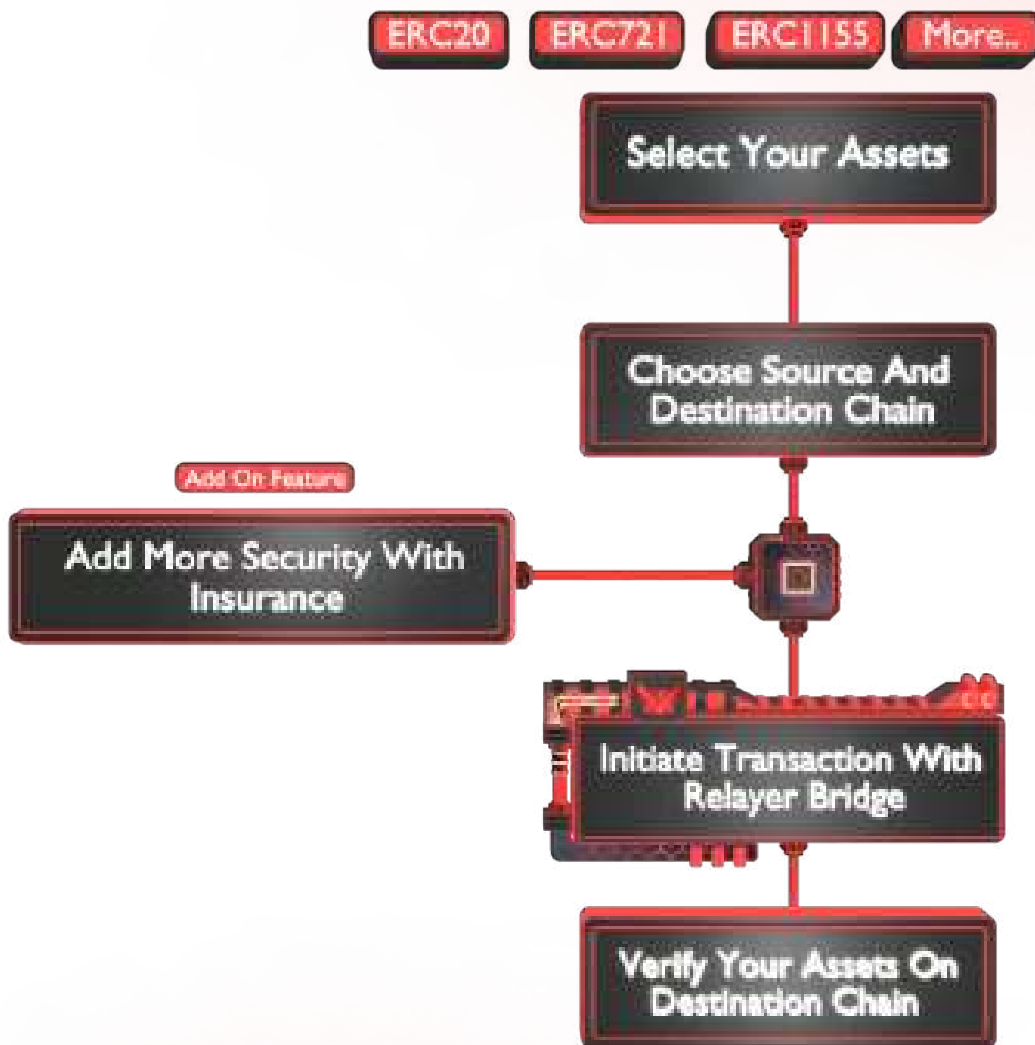 ERC20 ERC721 ERC1155 More..
Select Your Assets
Choose Source And
Destination Chain
Add On Feature
Add More Security With
Insurance
Initiate Transaction With
Relayer Bridge
Verify Your Assets On
Destination Chain